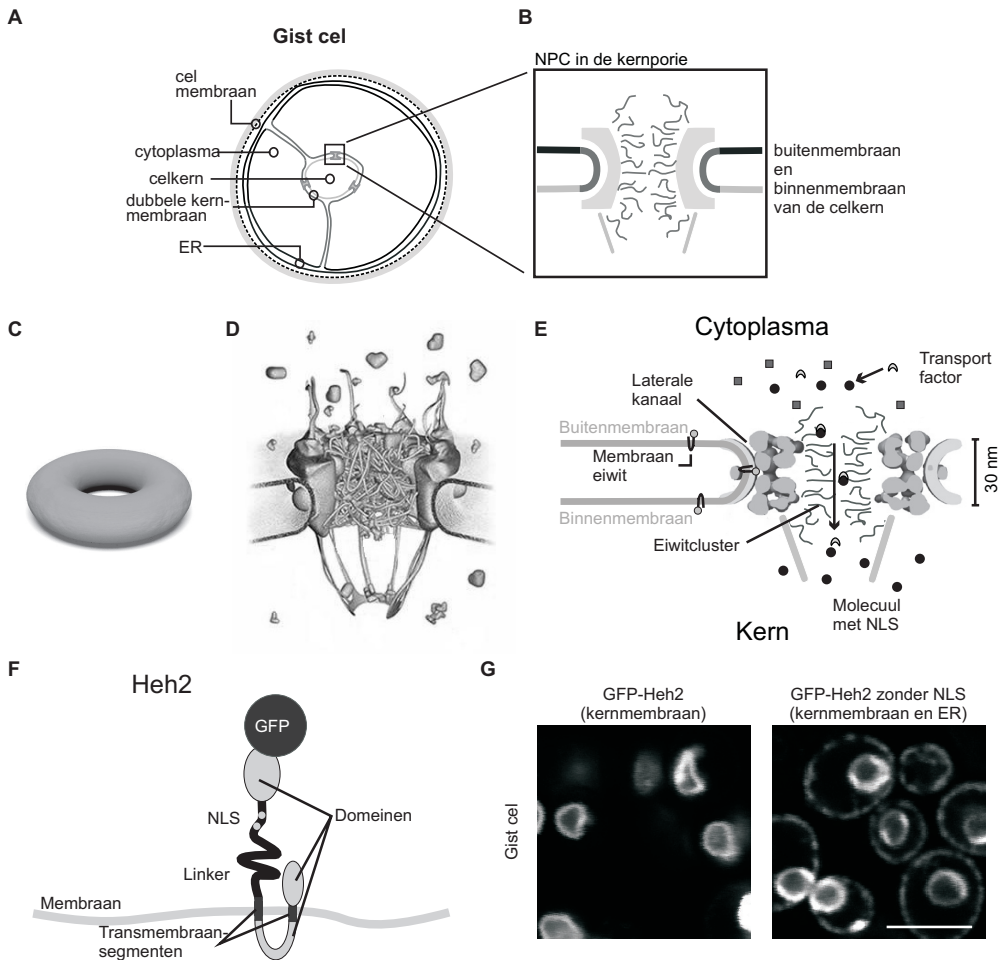 A
Gist cel
cel
membraan
cytoplasma
celkern
dubbele kern-
membraan
ER
B
NPC in de kernporie
buitenmembraan
en
binnenmembraan
van de celkern
C
D
E
Cytoplasma
Transport
factor
Laterale
kanaal
Buitenmembraan
Membraan
eiwit
Binnenmembraan
30 nm
Eiwitcluster
Molecuul
met NLS
Kern
F
Heh2
GFP
NLS
Domeinen
Linker
Membraan
Transmembraan-
segmenten
G
GFP-Heh2
(kernmembraan)
GFP-Heh2 zonder NLS
(kernmembraan en ER)
Gist cel